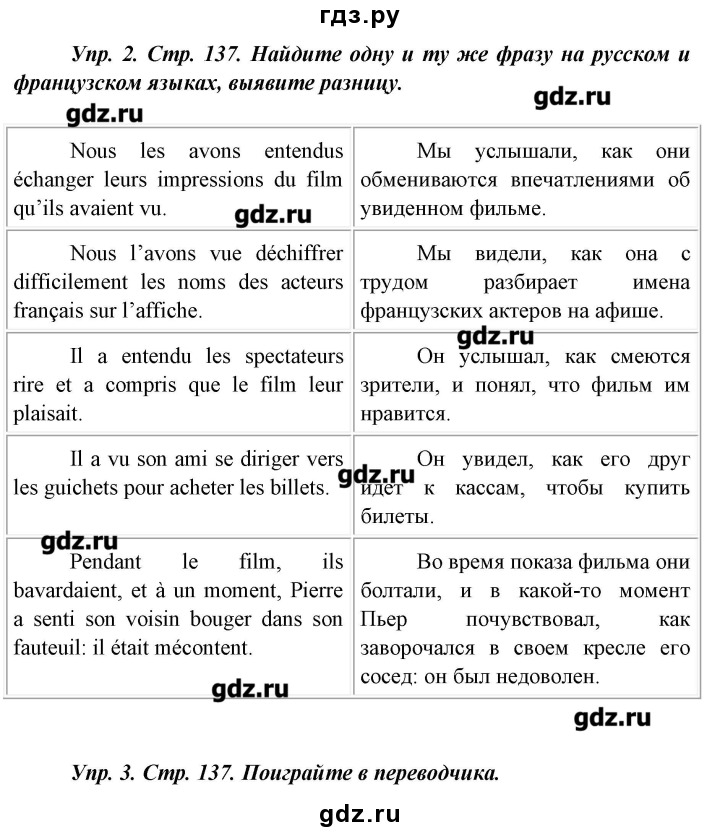 гдз.ру
Упр. 2. Стр. 137. Найдите одну и ту же фразу на русском и
французском языках, выявите разницу.
gdz.ru
gdz.ru
Nous les avons entendus
échanger leurs impressions du film
qu’ils avaient vu.
gdz.ru
Мы услышали, как они
обмениваются впечатлениями об
увиденном фильме.
Nous l’avons vue déchiffrer
difficilement les noms des acteurs
français sur l’affiche.
Мы видели, как она с
трудом разбирает имена
французских актеров на афише.
gdz.ru
Il a entendu les spectateurs
rire et a compris que le film leur
plaisait.
Он услышал, как смеются
зрители, и понял, что фильм им
нравится.
Il a vu son ami se diriger vers
les guichets pour acheter les billets.
gdz.ru
Он увидел, как его друг
идет к кассам, чтобы купить
билеты.
gdz.ru
Pendant le film, ils
bavardaient, et à un moment, Pierre
a senti son voisin bouger dans son
fauteuil: il était mécontent.
Во время показа фильма они
болтали, и в какой-то момент
Пьер почувствовал, как
заворочался в своем кресле его
сосед: он был недоволен.
gdz.ru
gdz.ru
Упр. 3. Стр. 137. Поиграйте в переводчика.
gdz.ru